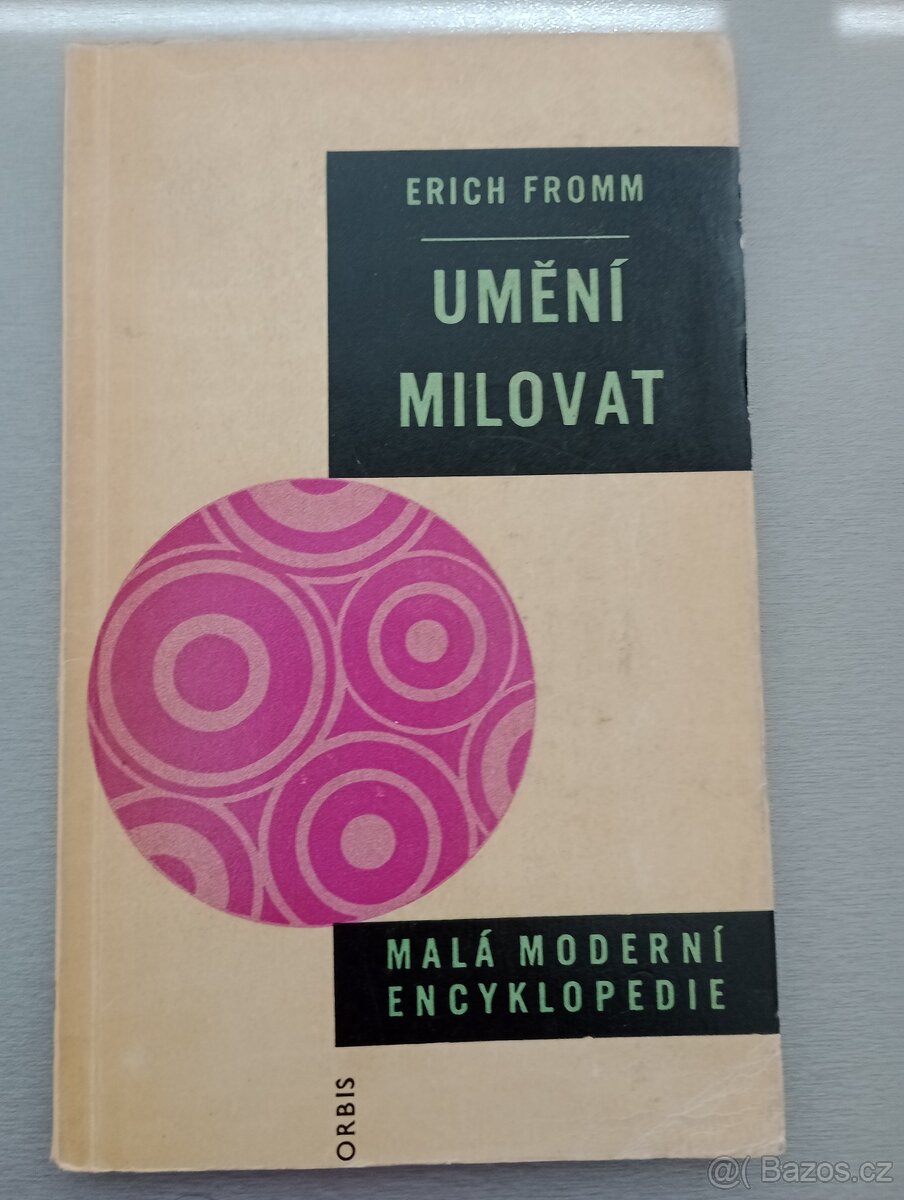 ERICH FROMM
UMĚNÍ
MILOVAT
MALÁ MODERNÍ
ENCYKLOPEDIE
ORBIS
@( Bazos.cz